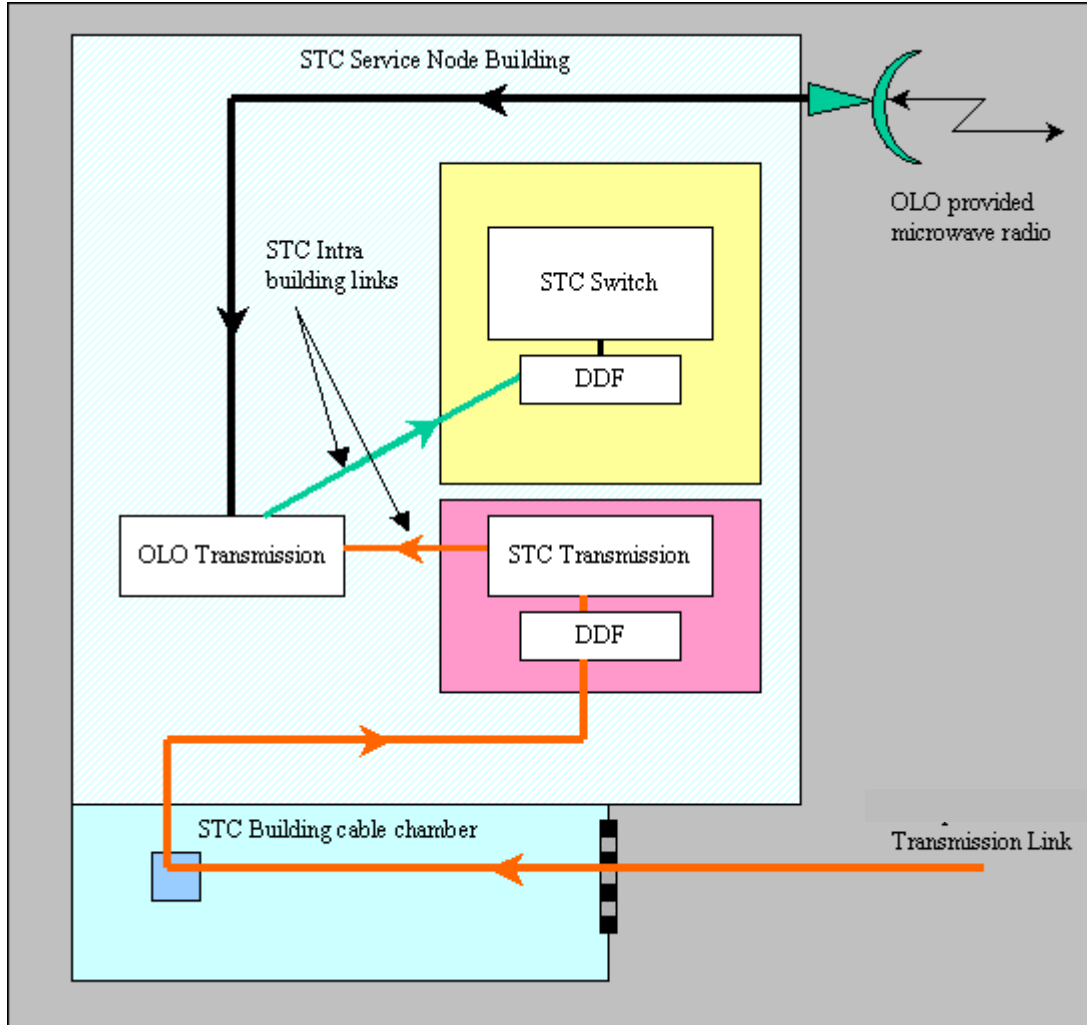 STC Service Node Building
OLO provided
microwave radio
STC Intra
building links
STC Switch
DDF
OLO Transmission
STC Transmission
DDF
STC Building cable chamber
Transmission Link